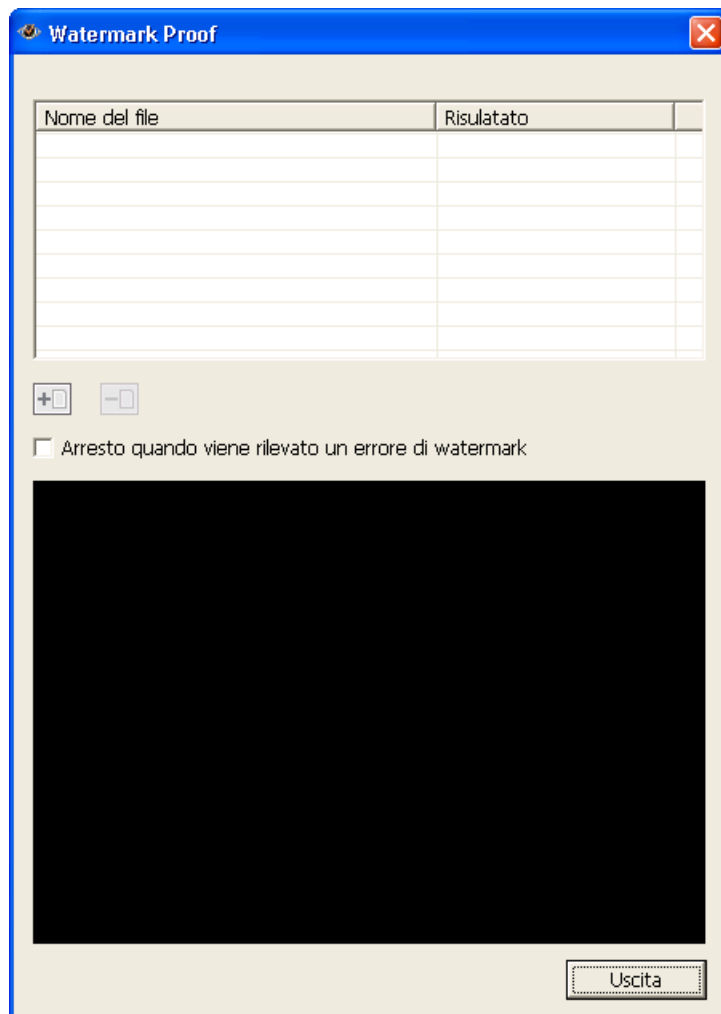 Watermark Proof
Nome del file Risulatato
Arresto quando viene rilevato un errore di watermark
Uscita